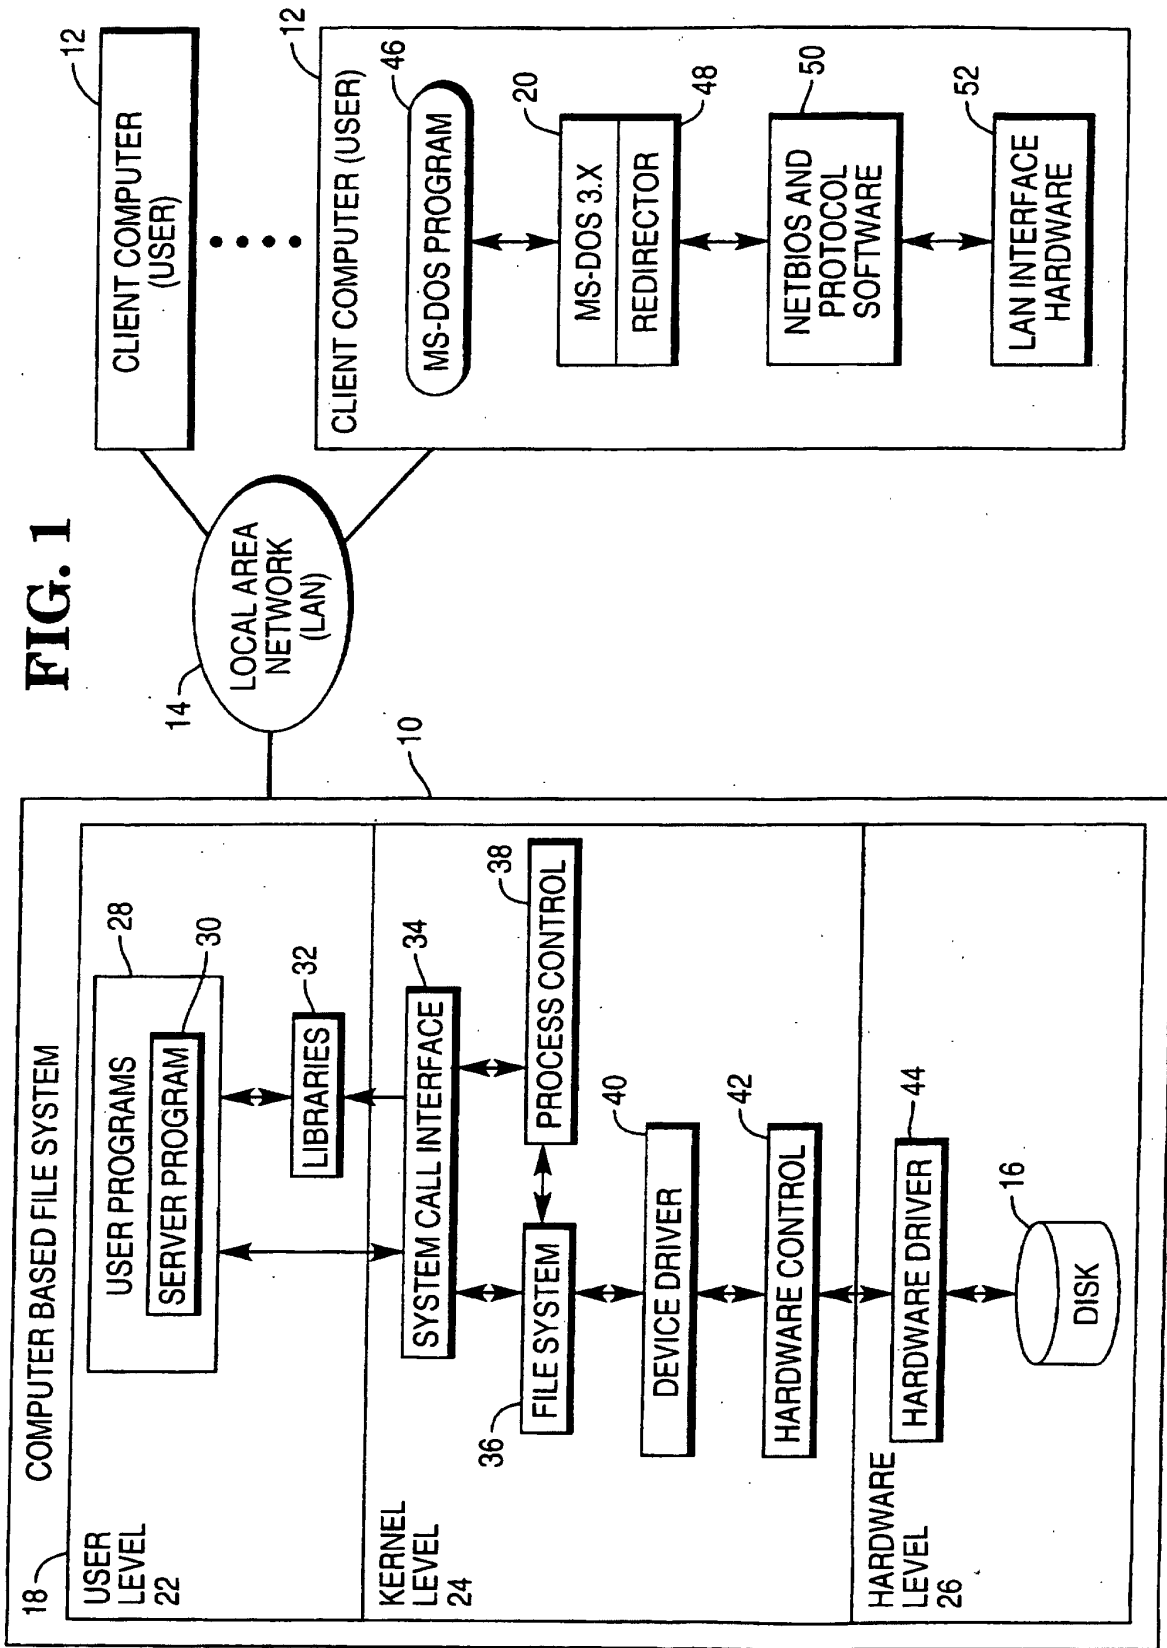 FIG. 1
COMPUTER BASED FILE SYSTEM
18
10
USER
LEVEL
22
USER PROGRAMS
28
SERVER PROGRAM
30
LIBRARIES
32
KERNEL
LEVEL
24
SYSTEM CALL INTERFACE
34
FILE SYSTEM
36
PROCESS CONTROL
38
DEVICE DRIVER
40
HARDWARE CONTROL
42
HARDWARE
LEVEL
26
HARDWARE DRIVER
44
DISK
16
14
LOCAL AREA
NETWORK
(LAN)
CLIENT COMPUTER
(USER)
12
CLIENT COMPUTER (USER)
12
MS-DOS PROGRAM
46
MS-DOS 3.X
20
REDIRECTOR
48
NETBIOS AND
PROTOCOL
SOFTWARE
50
LAN INTERFACE
HARDWARE
52